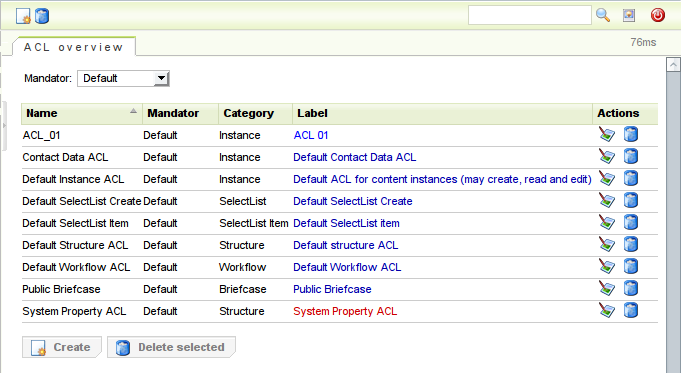 ACL overview 76ms
Mandator: Default
Name Mandator Category Label Actions
ACL_01 Default Instance ACL 01
Contact Data ACL Default Instance Default Contact Data ACL
Default Instance ACL Default Instance Default ACL for content instances (may create, read and edit)
Default SelectList Create Default SelectList Default SelectList Create
Default SelectList Item Default SelectList Item Default SelectList item
Default Structure ACL Default Structure Default structure ACL
Default Workflow ACL Default Workflow Default Workflow ACL
Public Briefcase Default Briefcase Public Briefcase
System Property ACL Default Structure System Property ACL
Create Delete selected